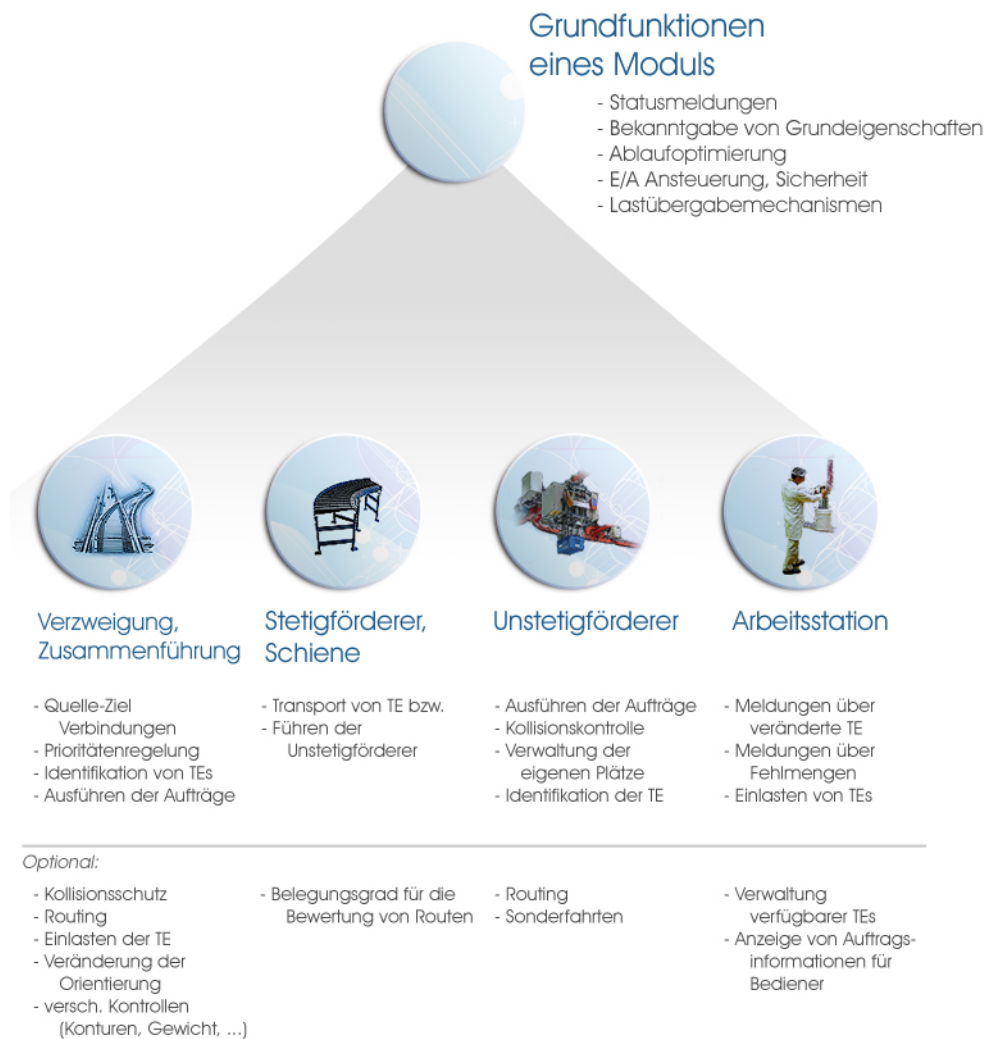 Grundfunktionen
eines Moduls
- Statusmeldungen
- Bekanntgabe von Grundeigenschaften
- Ablaufoptimierung
- E/A Ansteuerung, Sicherheit
- Lastübergabemechanismen
Verzweigung,
Zusammenführung
- Quelle-Ziel
Verbindungen
- Prioritätenregelung
- Identifikation von TEs
- Ausführen der Aufträge
Stetigförderer,
Schiene
- Transport von TE bzw.
- Führen der
Unstetigförderer
Unstetigförderer
- Ausführen der Aufträge
- Kollisionskontrolle
- Verwaltung der
eigenen Plätze
- Identifikation der TE
Arbeitsstation
- Meldungen über
veränderte TE
- Meldungen über
Fehlmengen
- Einlasten von TEs
Optional:
- Kollisionsschutz
- Routing
- Einlasten der TE
- Veränderung der
Orientierung
- versch. Kontrollen
(Konturen, Gewicht, ...)
- Belegungsgrad für die
Bewertung von Routen
- Routing
- Sonderfahrten
- Verwaltung
verfügbarer TEs
- Anzeige von Auftrags-
informationen für
Bediener